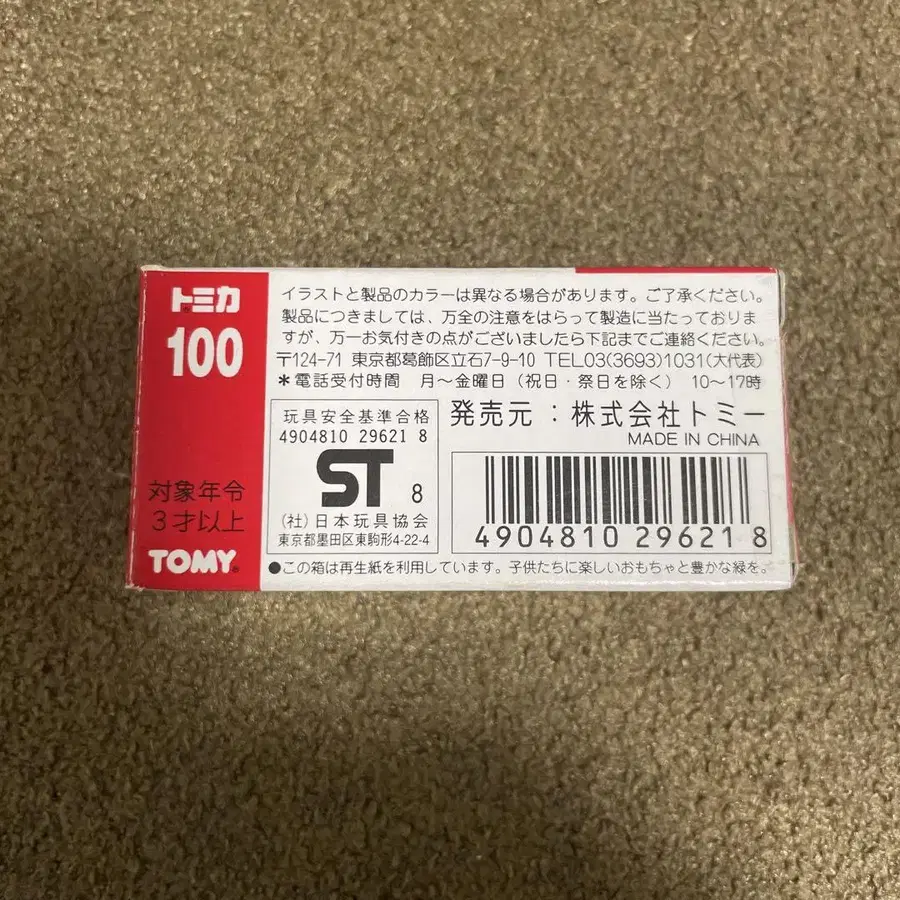 トミカ
100
対象年令
3才以上
TOMY
イラストと製品のカラーは異なる場合があります。ご了承ください。
製品につきましては、万全の注意をはらって製造に当たっておりま
すが、万一お気付きの点がございましたら下記までご連絡ください。
〒124-71 東京都葛飾区立石7-9-10 TEL03(3693)1031(大代表)
*電話受付時間 月〜金曜日(祝日・祭日を除く) 10〜17時
玩具安全基準合格
4904810 29621 8
ST 8
(社)日本玩具協会
東京都墨田区東駒形4-22-4
発売元:株式会社トミー
MADE IN CHINA
4904810 296218
●この箱は再生紙を利用しています。子供たちに楽しいおもちゃと豊かな緑を。